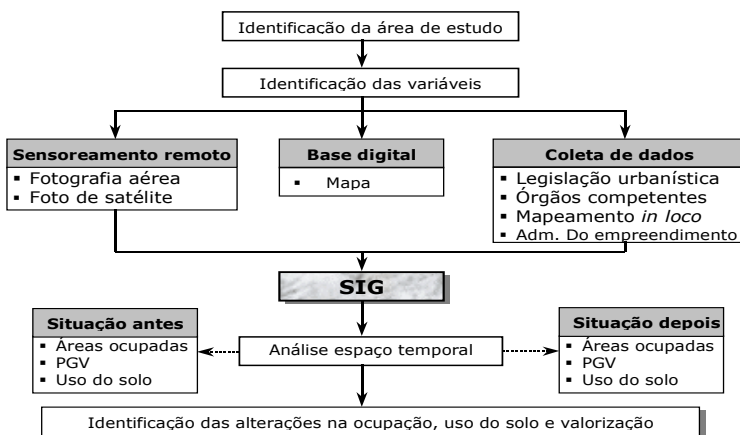 Identificação da área de estudo
Identificação das variáveis
Sensoreamento remoto
▪ Fotografia aérea
▪ Foto de satélite
Base digital
▪ Mapa
Coleta de dados
▪ Legislação urbanística
▪ Órgãos competentes
▪ Mapeamento in loco
▪ Adm. Do empreendimento
SIG
Situação antes
▪ Áreas ocupadas
▪ PGV
▪ Uso do solo
Análise espaço temporal
Situação depois
▪ Áreas ocupadas
▪ PGV
▪ Uso do solo
Identificação das alterações na ocupação, uso do solo e valorização